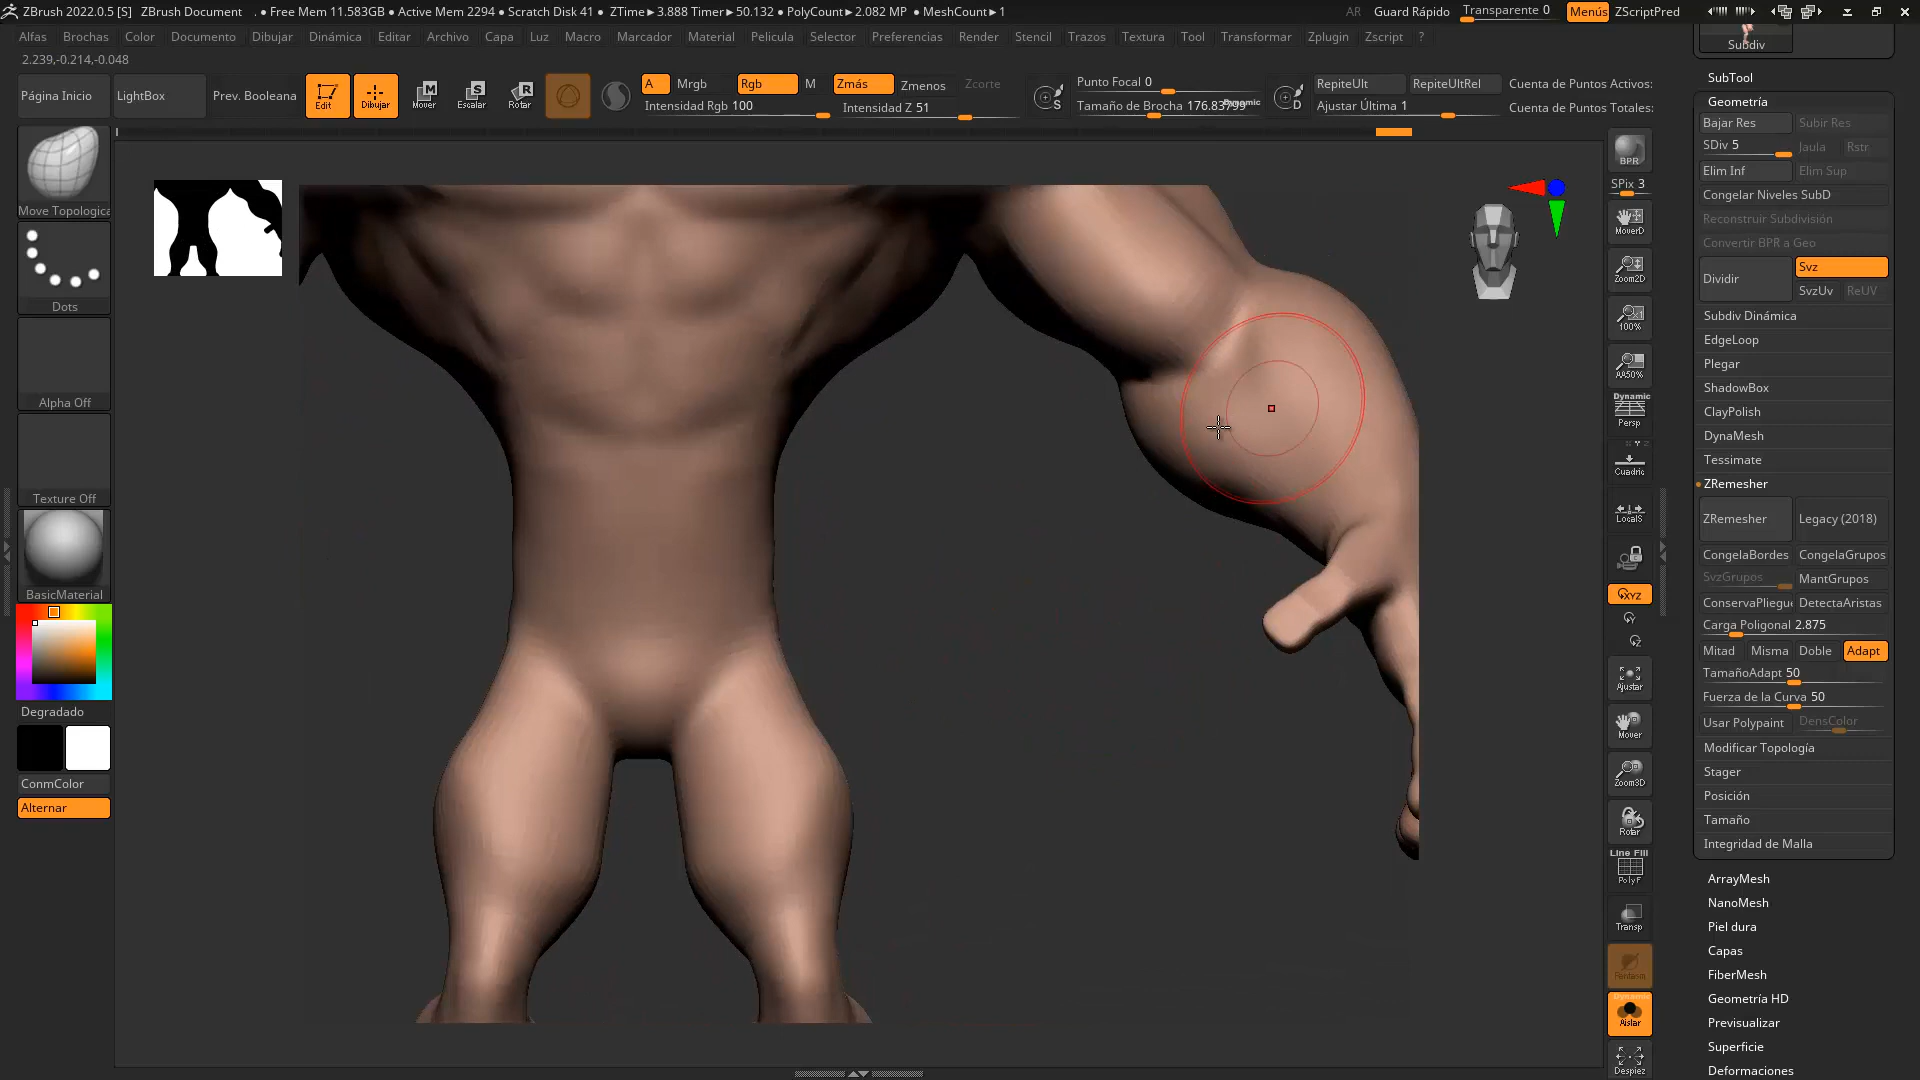 ZBrush 2022.0.5 [S] ZBrush Document . ● Free Mem 11.583GB ● Active Mem 2294 ● Scratch Disk 41 ● ZTime►3.888 Timer►50.132 ● PolyCount►2.082 MP ● MeshCount►1 AR Guard Rápido Transparente 0 Menús ZScriptPred
Alfas Brochas Color Documento Dibujar Dinámica Editar Archivo Capa Luz Macro Marcador Material Pelicula Selector Preferencias Render Stencil Trazos Textura Tool Transformar Zplugin Zscript ?
2.239,-0.214,-0.048
Página Inicio LightBox Prev. Booleana Edit Dibujar Mover Escalar Rotar
A Mrgb Rgb M Zmás Zmenos Zcorte
Intensidad Rgb 100 Intensidad Z 51
S Punto Focal 0 D RepiteUlt RepiteUltRel Cuenta de Puntos Activos:
Tamaño de Brocha 176.83799 Dynamic Ajustar Última 1 Cuenta de Puntos Totales:
Move Topologica
Dots
Alpha Off
Texture Off
BasicMaterial
Degradado
ConmColor
Alternar
BPR
SPix 3
MoverD
Zoom2D
100%
AA50%
Dynamic
Persp
Cuadric
LocalS
XYZ
Y
Z
Ajustar
Mover
Zoom3D
Rotar
Line Fill
PolyF
Transp
Dynamic
Aislar
Despiez
Subdiv
SubTool
Geometría
Bajar Res Subir Res
SDiv 5 Jaula Rstr
Elim Inf Elim Sup
Congelar Niveles SubD
Reconstruir Subdivisión
Convertir BPR a Geo
Dividir Svz
SvzUv ReUV
Subdiv Dinámica
EdgeLoop
Plegar
ShadowBox
ClayPolish
DynaMesh
Tessimate
ZRemesher
ZRemesher Legacy (2018)
CongelaBordes CongelaGrupos
SvzGrupos MantGrupos
ConservaPliegue DetectaAristas
Carga Poligonal 2.875
Mitad Misma Doble Adapt
TamañoAdapt 50
Fuerza de la Curva 50
Usar Polypaint DensColor
Modificar Topología
Stager
Posición
Tamaño
Integridad de Malla
ArrayMesh
NanoMesh
Piel dura
Capas
FiberMesh
Geometría HD
Previsualizar
Superficie
Deformaciones